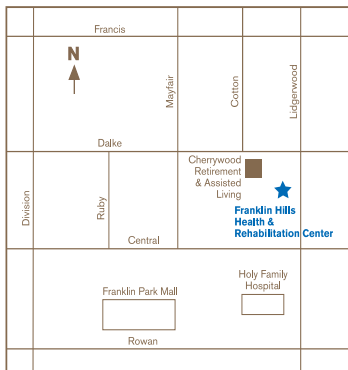 Francis
N
Mayfair
Cotton
Lidgerwood
Dalke
Cherrywood
Retirement
& Assisted
Living
Division
Ruby
Franklin Hills
Health &
Rehabilitation Center
Central
Holy Family
Hospital
Franklin Park Mall
Rowan